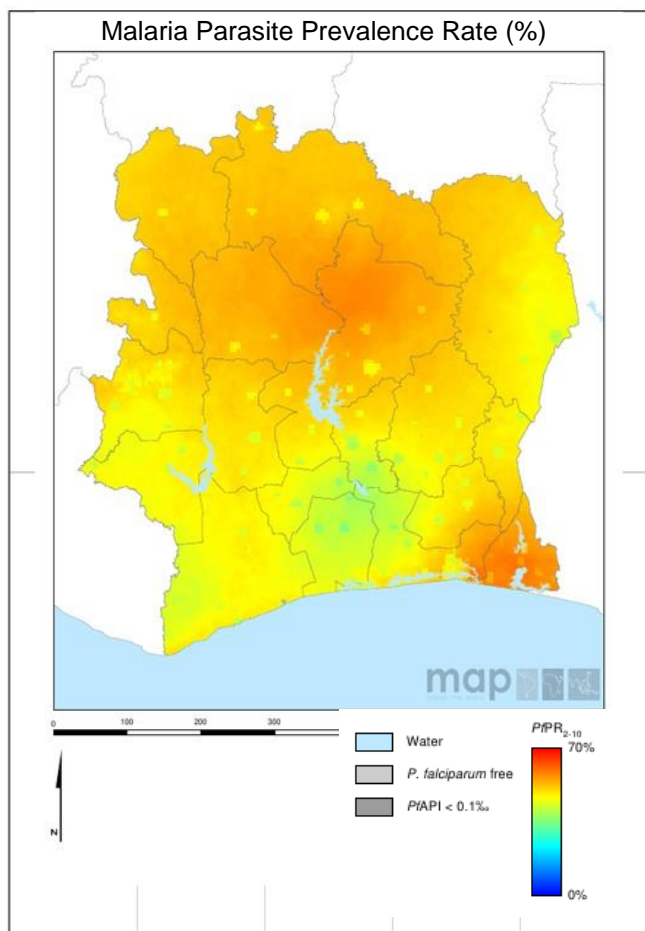 Malaria Parasite Prevalence Rate (%)
map
0 100 200 300
Water
P. falciparum free
PfAPI < 0.1‰
PfPR2-10
70%
0%
N